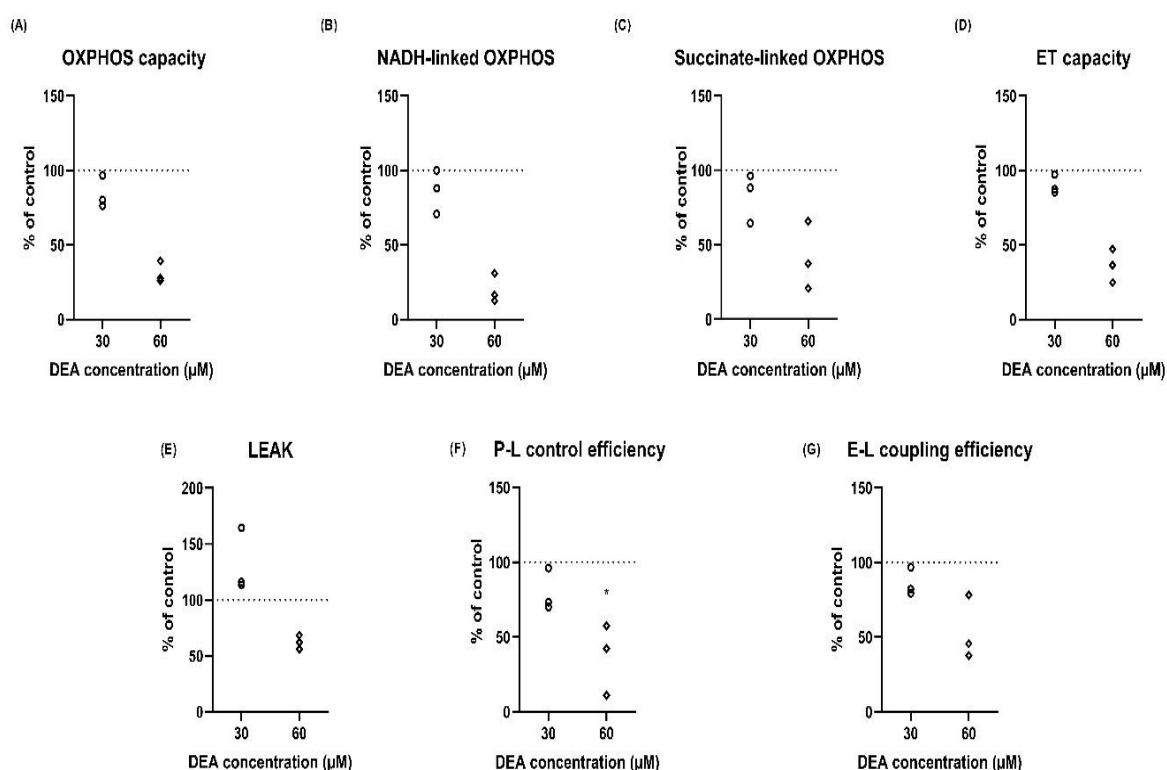 (A) OXPHOS capacity
150
100
50
0
% of control
30 60
DEA concentration (µM)
(B) NADH-linked OXPHOS
150
100
50
0
% of control
30 60
DEA concentration (µM)
(C) Succinate-linked OXPHOS
150
100
50
0
% of control
30 60
DEA concentration (µM)
(D) ET capacity
150
100
50
0
% of control
30 60
DEA concentration (µM)
(E) LEAK
200
150
100
50
0
% of control
30 60
DEA concentration (µM)
(F) P-L control efficiency
150
100
50
0
% of control
*
30 60
DEA concentration (µM)
(G) E-L coupling efficiency
150
100
50
0
% of control
30 60
DEA concentration (µM)